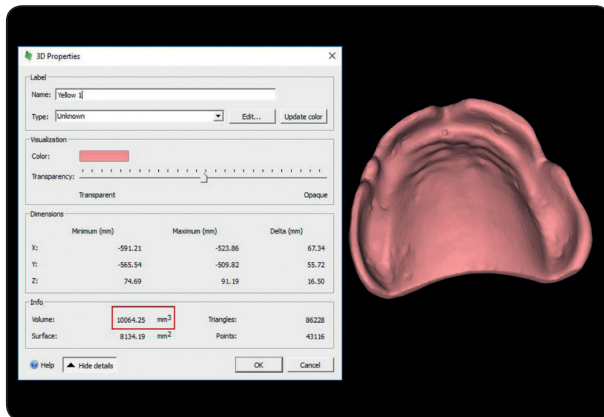 3D Properties
Label
Name: Yellow 1
Type: Unknown Edit... Update color
Visualization
Color:
Transparency:
Transparent Opaque
Dimensions
Minimum (mm) Maximum (mm) Delta (mm)
X: -591.21 -523.86 67.34
Y: -565.54 -509.82 55.72
Z: 74.69 91.19 16.50
Info
Volume: 10064.25 mm3 Triangles: 86228
Surface: 8134.19 mm2 Points: 43116
Help Hide details OK Cancel